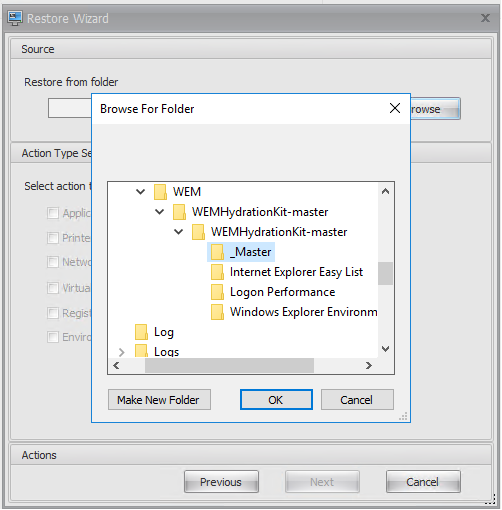 Restore Wizard
Source
Restore from folder
rowse
Browse For Folder
Action Type Se
Select action t
Applic
Printe
Netwo
Virtua
Regist
Enviro
WEM
WEMHydrationKit-master
WEMHydrationKit-master
_Master
Internet Explorer Easy List
Logon Performance
Windows Explorer Environm
Log
Logs
Make New Folder
OK
Cancel
Actions
Previous
Next
Cancel